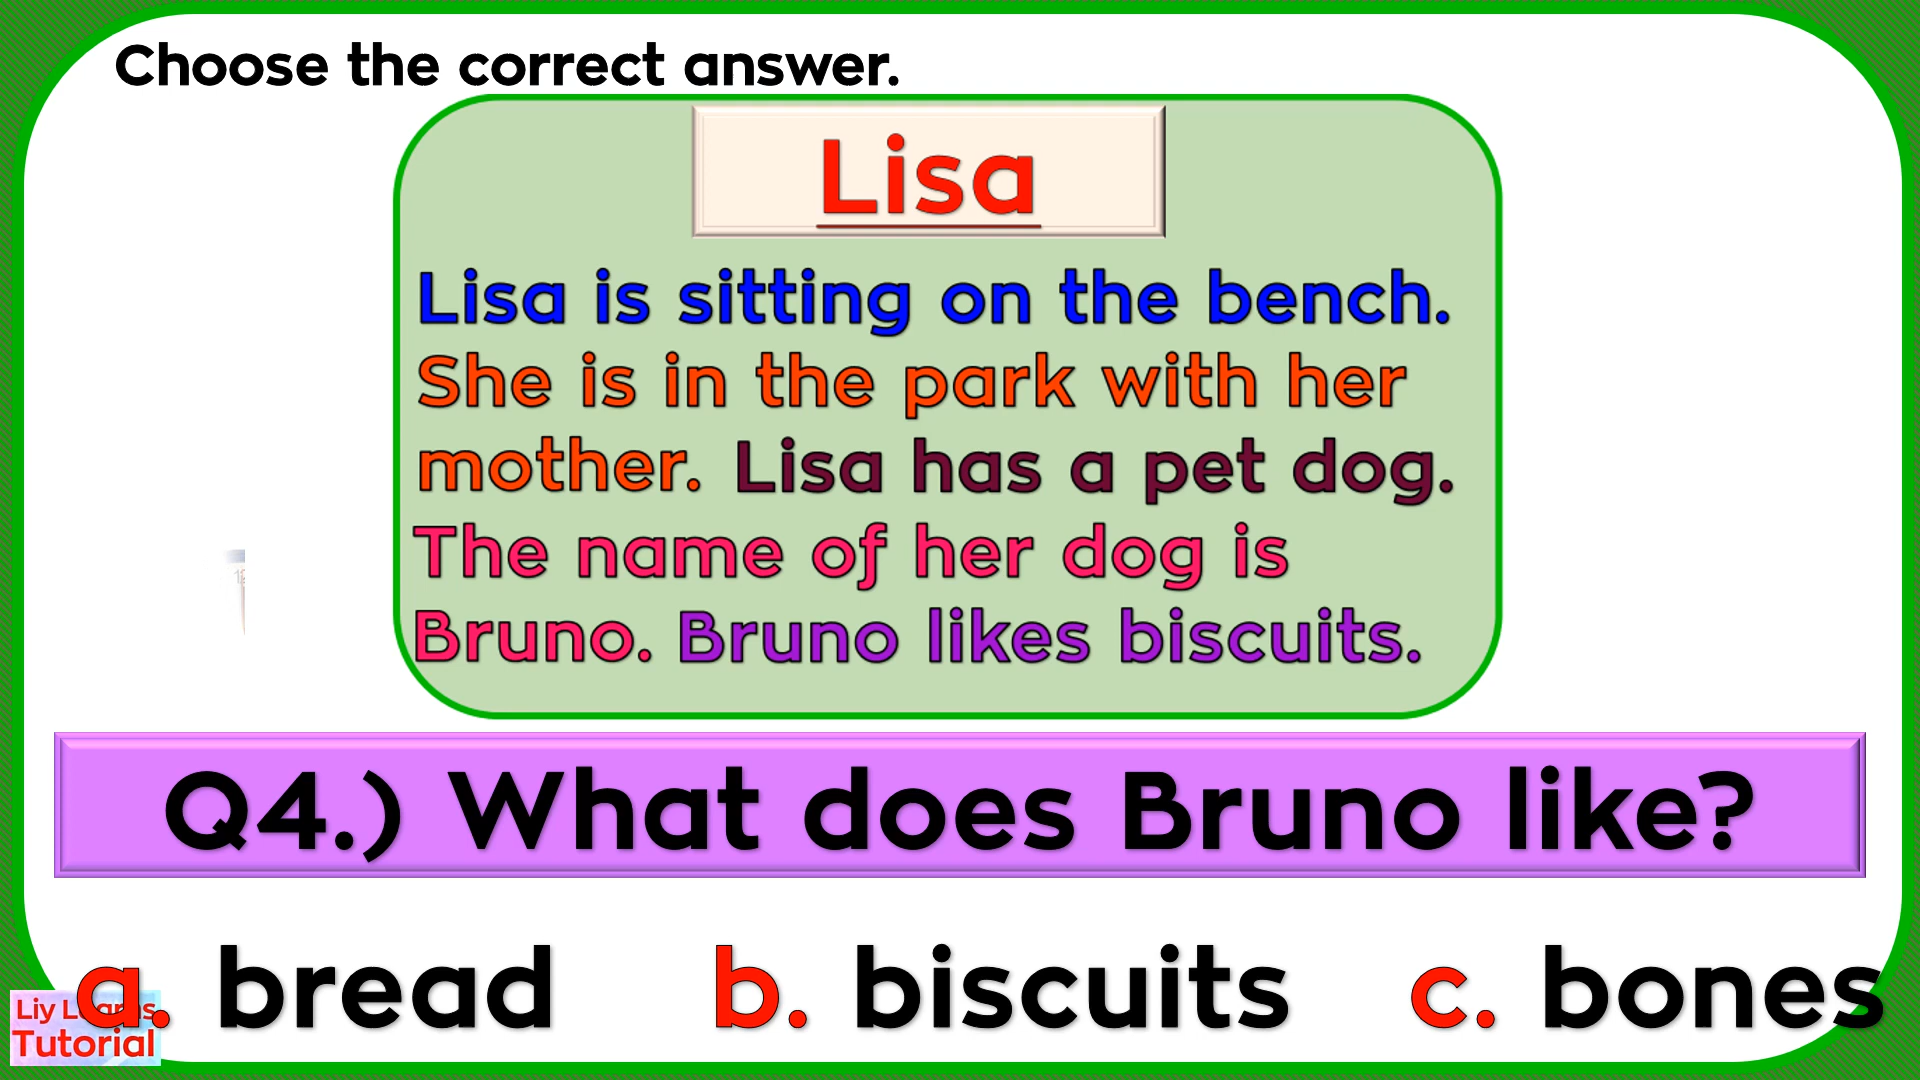 Choose the correct answer.
Lisa
Lisa is sitting on the bench.
She is in the park with her
mother. Lisa has a pet dog.
The name of her dog is
Bruno. Bruno likes biscuits.
Q4.) What does Bruno like?
a. bread b. biscuits c. bones
Liy Learns
Tutorial